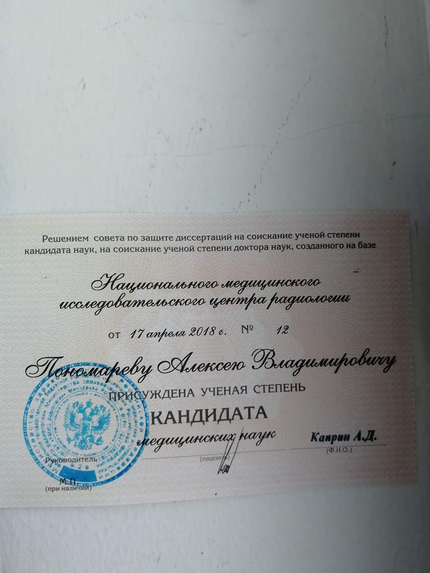 Решением совета по защите диссертаций на соискание ученой степени
кандидата наук, на соискание ученой степени доктора наук, созданного на базе
Национального медицинского
исследовательского центра радиологии
от 17 апреля 2018 г. № 12
Пономареву Алексею Владимировичу
ПРИСУЖДЕНА УЧЕНАЯ СТЕПЕНЬ
КАНДИДАТА
медицинских наук
Каприн А.Д.
Руководитель (подпись) (Ф.И.О.)
М.П.
(при наличии)